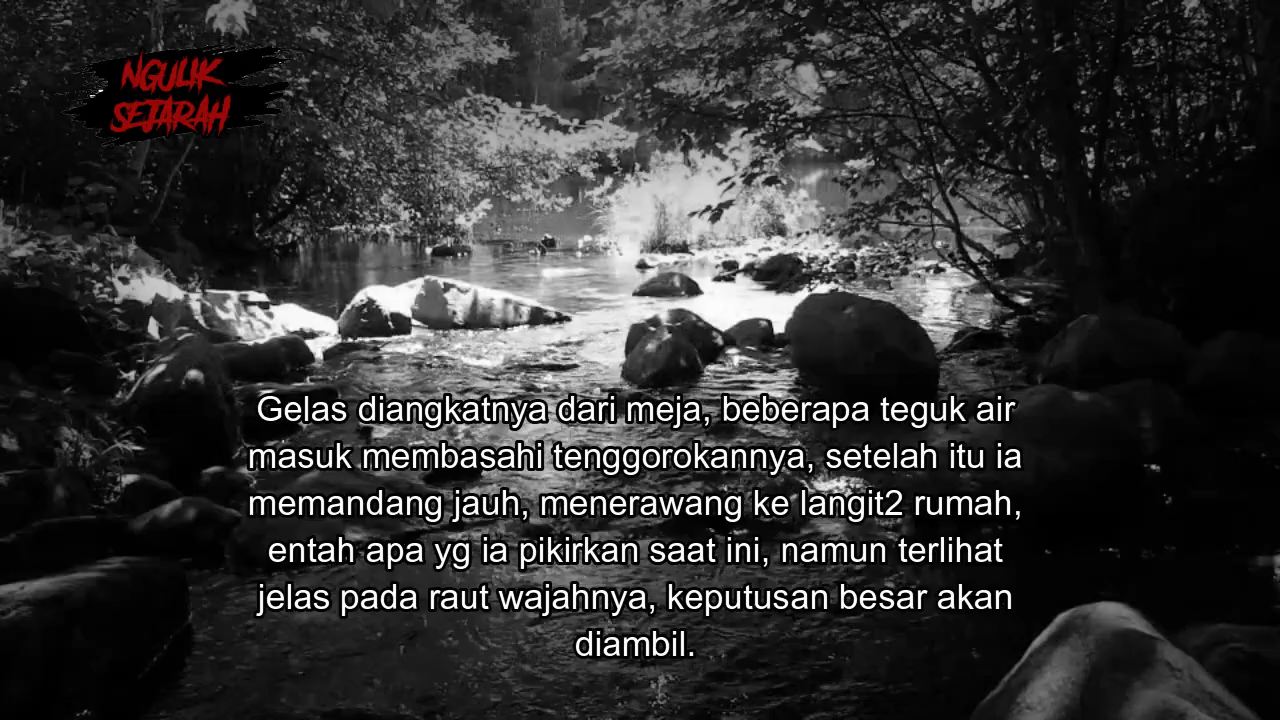 NGULIK
SEJARAH
Gelas diangkatnya dari meja, beberapa teguk air
masuk membasahi tenggorokannya, setelah itu ia
memandang jauh, menerawang ke langit2 rumah,
entah apa yg ia pikirkan saat ini, namun terlihat
jelas pada raut wajahnya, keputusan besar akan
diambil.